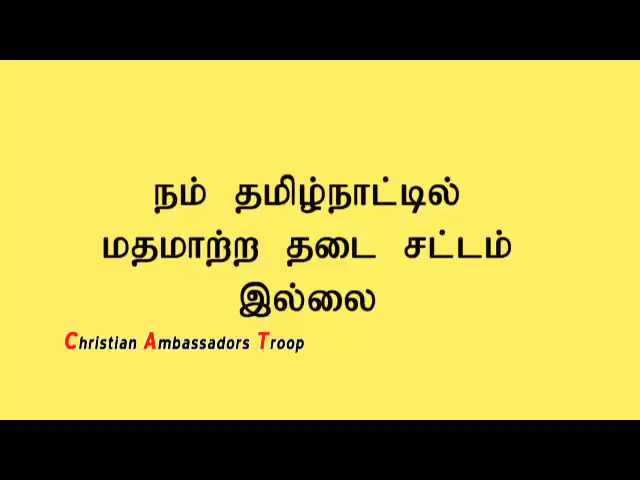 நம் தமிழ்நாட்டில்
மதமாற்ற தடை சட்டம்
இல்லை
Christian Ambassadors Troop